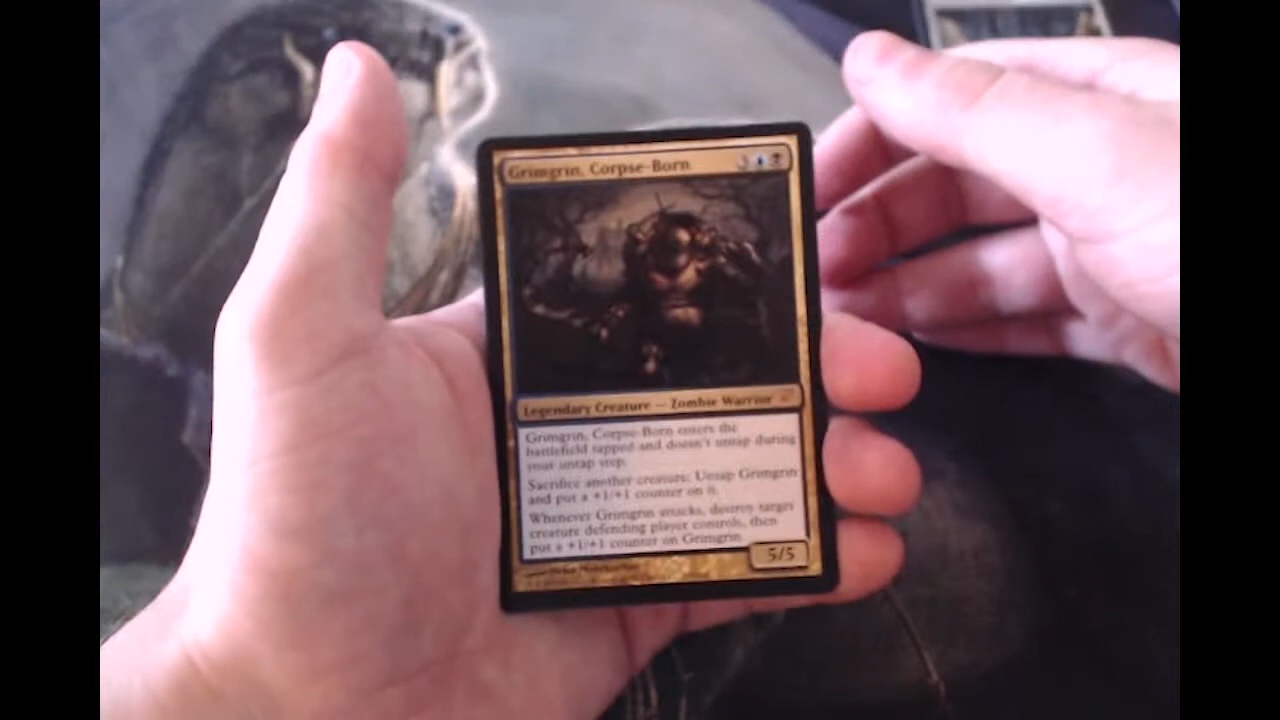 Grimgrin, Corpse-Born 3
Legendary Creature — Zombie Warrior
Grimgrin, Corpse-Born enters the
battlefield tapped and doesn't untap during
your untap step.
Sacrifice another creature: Untap Grimgrin
and put a +1/+1 counter on it.
Whenever Grimgrin attacks, destroy target
creature defending player controls, then
put a +1/+1 counter on Grimgrin.
5/5